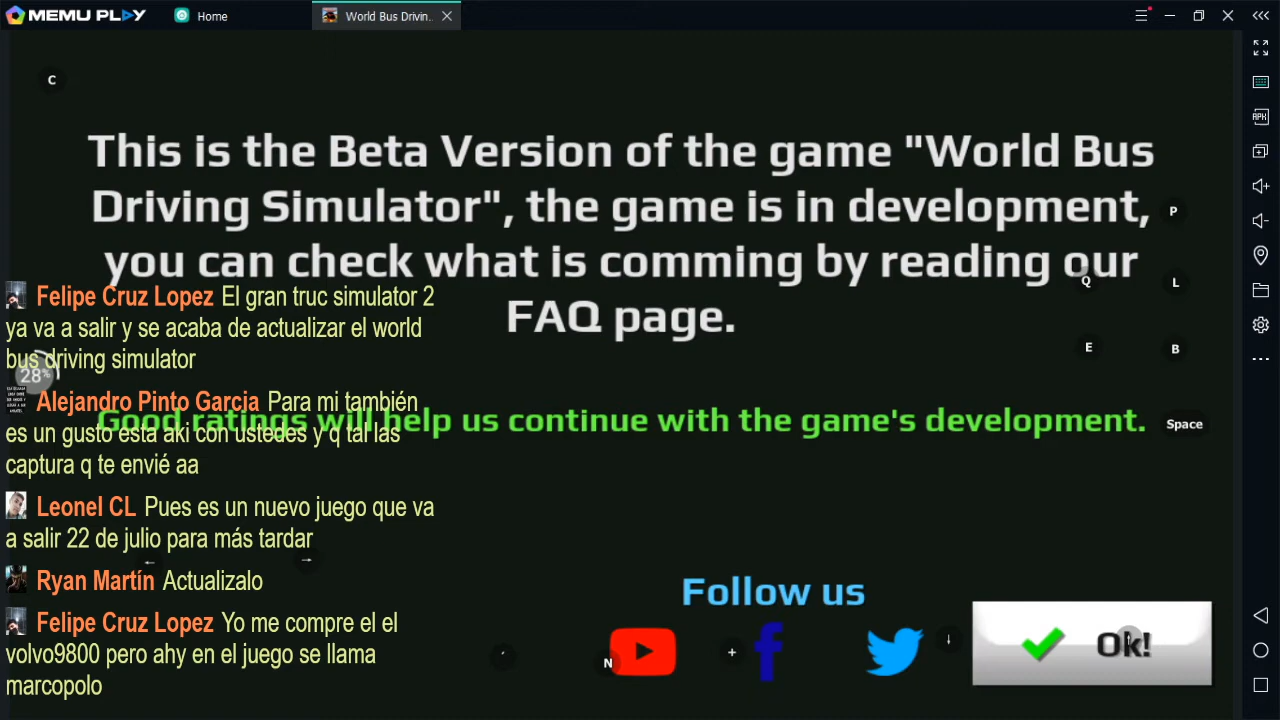 MEMU PLAY
Home
World Bus Drivin..
C
This is the Beta Version of the game "World Bus
Driving Simulator", the game is in development,
you can check what is comming by reading our
FAQ page.
P
Q
L
E
B
Felipe Cruz Lopez El gran truc simulator 2
ya va a salir y se acaba de actualizar el world
bus driving simulator
28%
Alejandro Pinto Garcia Para mi también
es un gusto esta aki con ustedes y q tal las
captura q te envié aa
Good ratings will help us continue with the game's development.
Space
Leonel CL Pues es un nuevo juego que va
a salir 22 de julio para más tardar
Ryan Martín Actualizalo
Felipe Cruz Lopez Yo me compre el el
volvo9800 pero ahy en el juego se llama
marcopolo
Follow us
N
+
Ok!
APK